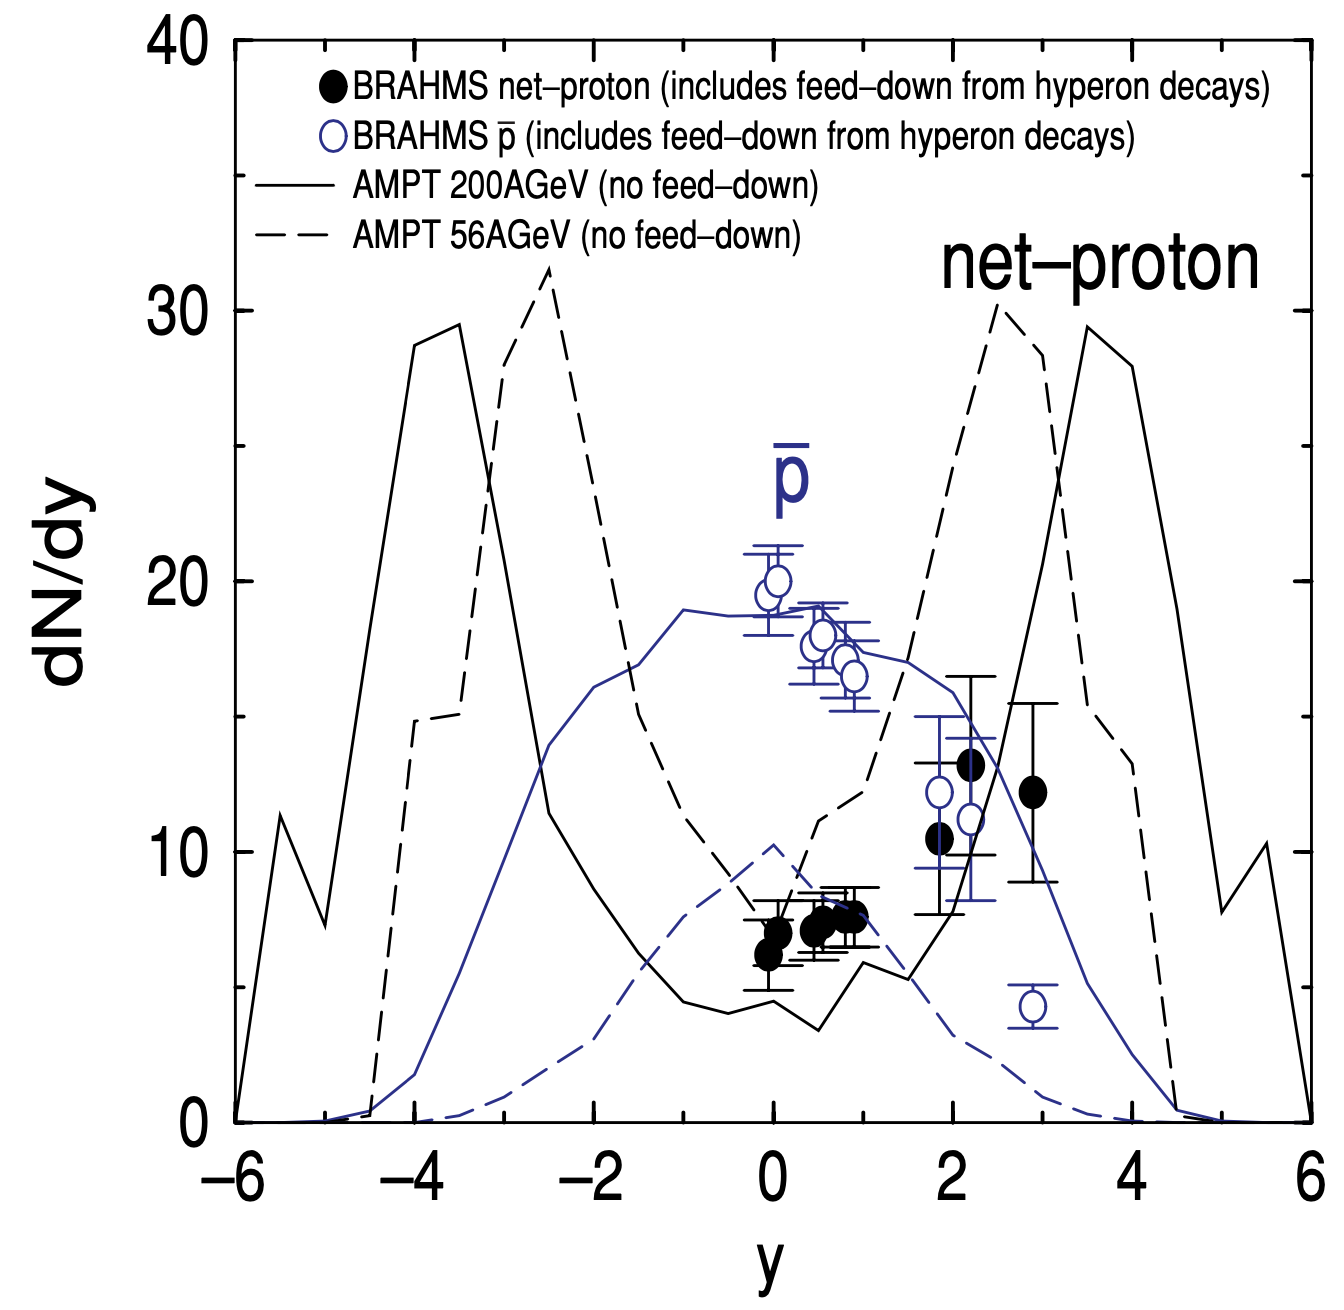 40
BRAHMS net–proton (includes feed–down from hyperon decays)
BRAHMS p̅ (includes feed–down from hyperon decays)
AMPT 200AGeV (no feed–down)
AMPT 56AGeV (no feed–down)
net–proton
30
p̅
dN/dy
20
10
0
–6 –4 –2 0 2 4 6
y